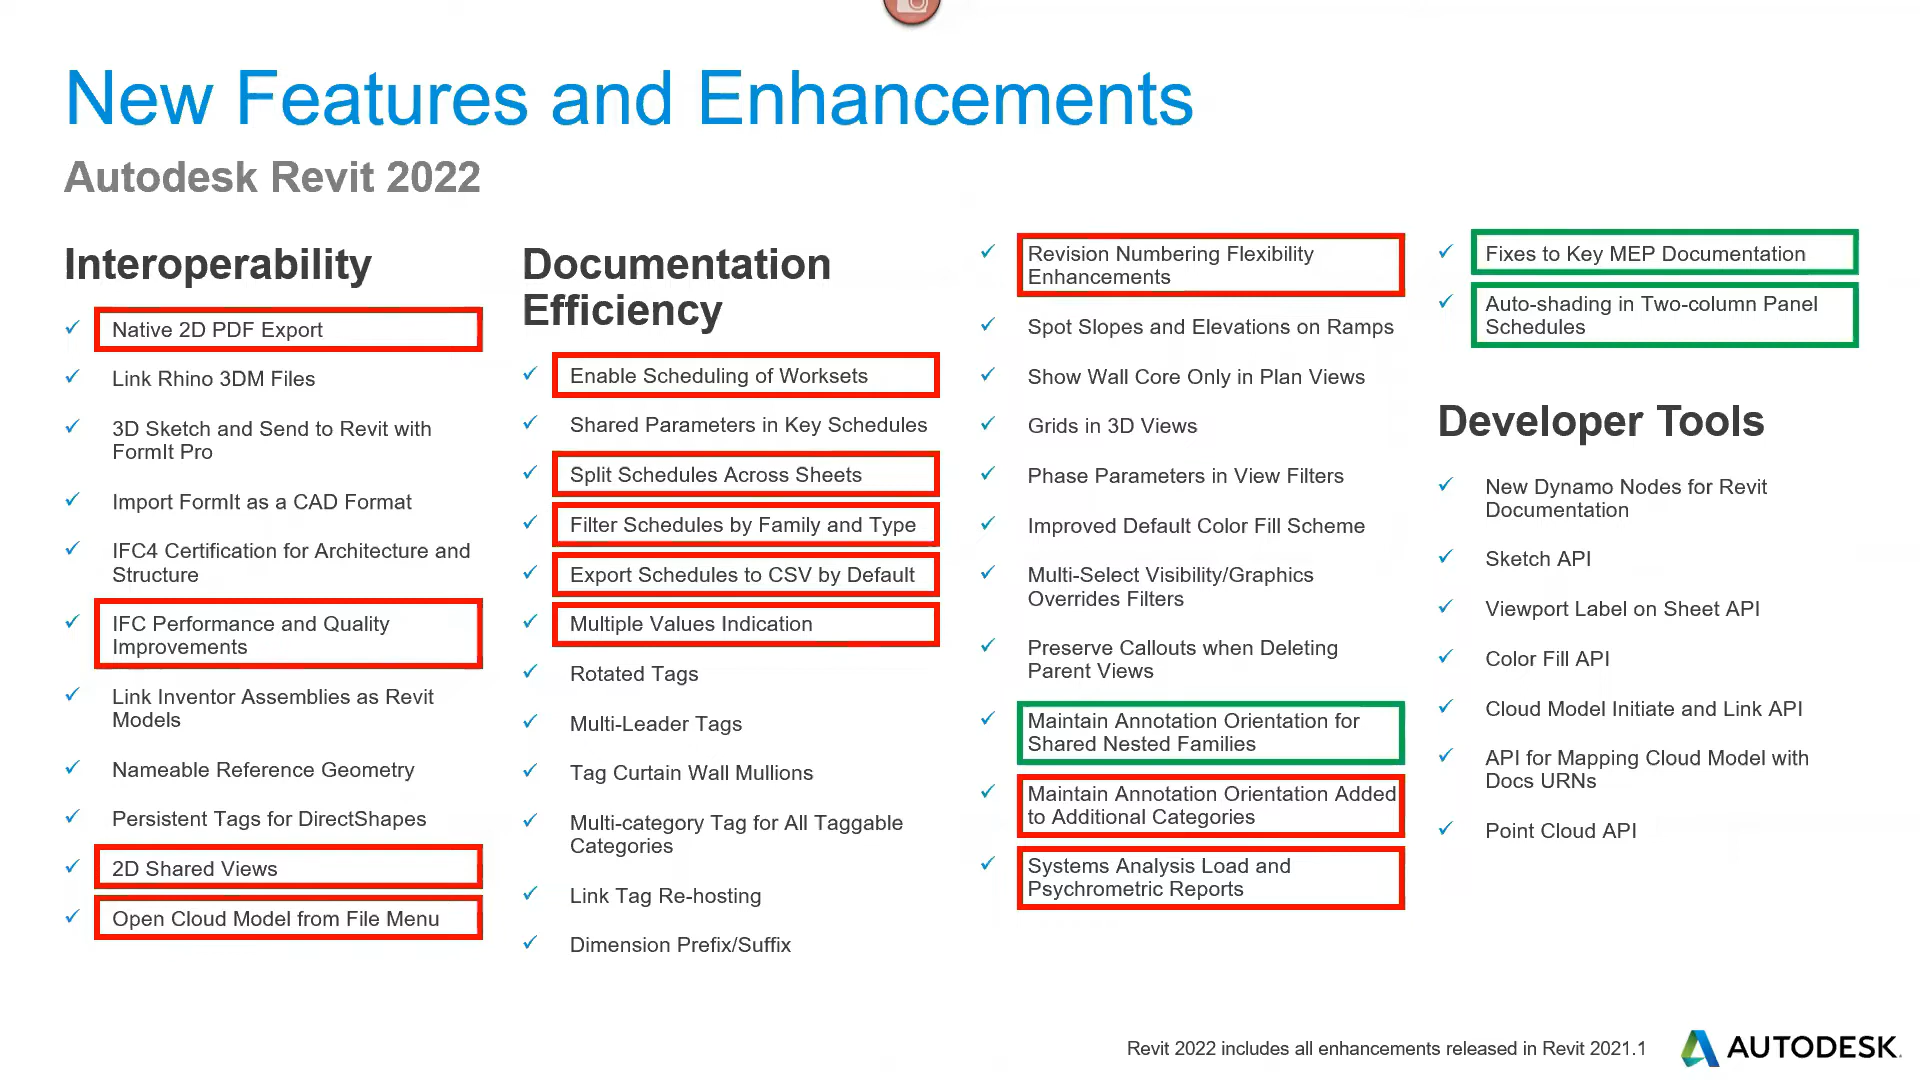 New Features and Enhancements
Autodesk Revit 2022
Interoperability
Native 2D PDF Export
Link Rhino 3DM Files
3D Sketch and Send to Revit with
FormIt Pro
Import FormIt as a CAD Format
IFC4 Certification for Architecture and
Structure
IFC Performance and Quality
Improvements
Link Inventor Assemblies as Revit
Models
Nameable Reference Geometry
Persistent Tags for DirectShapes
2D Shared Views
Open Cloud Model from File Menu
Documentation
Efficiency
Enable Scheduling of Worksets
Shared Parameters in Key Schedules
Split Schedules Across Sheets
Filter Schedules by Family and Type
Export Schedules to CSV by Default
Multiple Values Indication
Rotated Tags
Multi-Leader Tags
Tag Curtain Wall Mullions
Multi-category Tag for All Taggable
Categories
Link Tag Re-hosting
Dimension Prefix/Suffix
Revision Numbering Flexibility
Enhancements
Spot Slopes and Elevations on Ramps
Show Wall Core Only in Plan Views
Grids in 3D Views
Phase Parameters in View Filters
Improved Default Color Fill Scheme
Multi-Select Visibility/Graphics
Overrides Filters
Preserve Callouts when Deleting
Parent Views
Maintain Annotation Orientation for
Shared Nested Families
Maintain Annotation Orientation Added
to Additional Categories
Systems Analysis Load and
Psychrometric Reports
Fixes to Key MEP Documentation
Auto-shading in Two-column Panel
Schedules
Developer Tools
New Dynamo Nodes for Revit
Documentation
Sketch API
Viewport Label on Sheet API
Color Fill API
Cloud Model Initiate and Link API
API for Mapping Cloud Model with
Docs URNs
Point Cloud API
Revit 2022 includes all enhancements released in Revit 2021.1
AUTODESK.